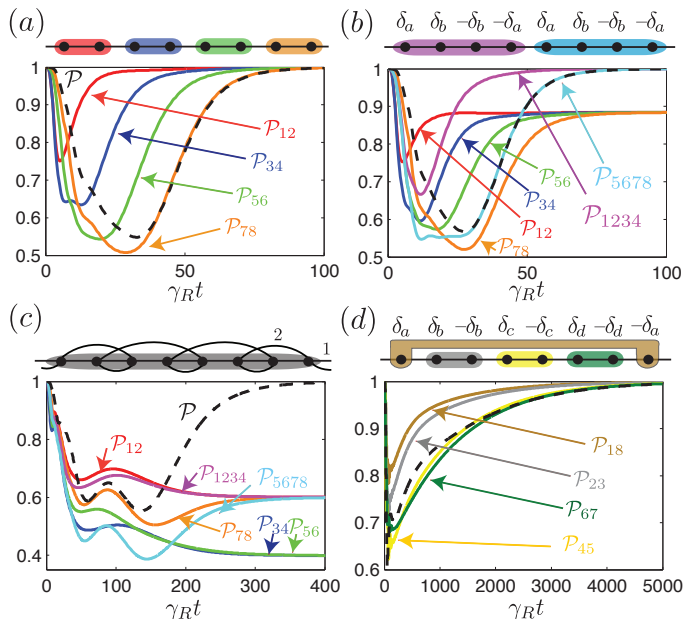 (a)
𝒫
𝒫12
𝒫34
𝒫56
𝒫78
1
0.9
0.8
0.7
0.6
0.5
0 50 100
γRt
(b) δa δb −δb −δa δa δb −δb −δa
1
0.9
0.8
0.7
0.6
0.5
𝒫5678
𝒫56
𝒫34
𝒫1234
𝒫12
𝒫78
0 50 100
γRt
(c)
2
1
1
0.8
0.6
0.4
𝒫
𝒫12
𝒫1234
𝒫5678
𝒫78
𝒫34 𝒫56
0 100 200 300 400
γRt
(d) δa δb −δb δc −δc δd −δd −δa
1
0.9
0.8
0.7
0.6
𝒫18
𝒫23
𝒫67
𝒫45
0 1000 2000 3000 4000 5000
γRt